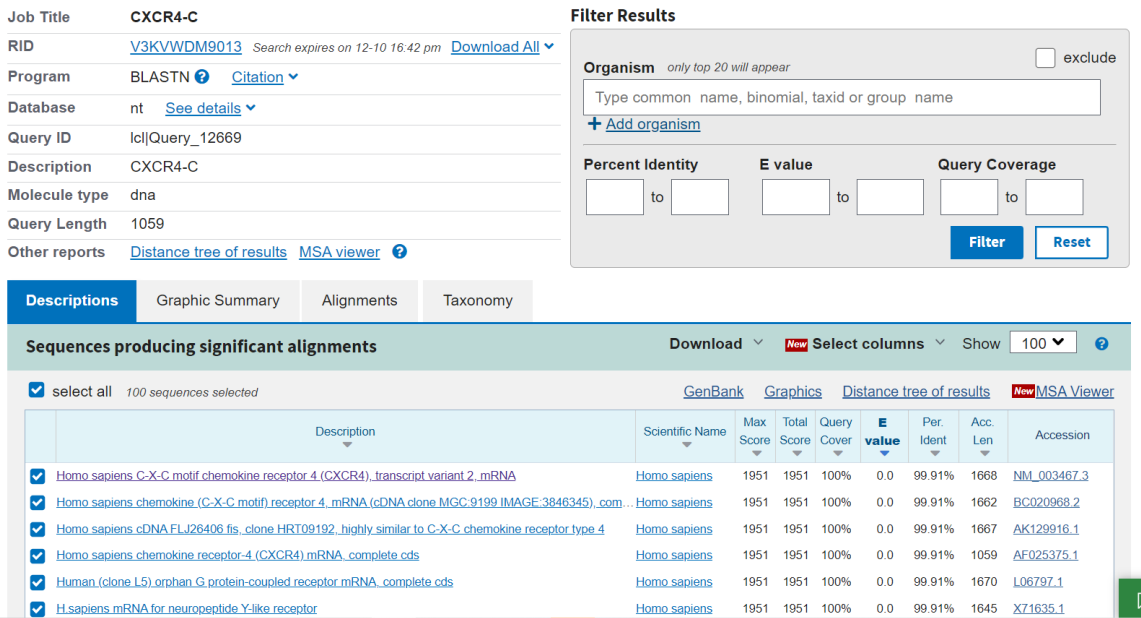 Job Title CXCR4-C
RID V3KVWDM9013 Search expires on 12-10 16:42 pm Download All
Program BLASTN ? Citation
Database nt See details
Query ID lcl|Query_12669
Description CXCR4-C
Molecule type dna
Query Length 1059
Other reports Distance tree of results MSA viewer ?
Filter Results
Organism only top 20 will appear exclude
Type common name, binomial, taxid or group name
+ Add organism
Percent Identity E value Query Coverage
to to to
Filter Reset
Descriptions Graphic Summary Alignments Taxonomy
Sequences producing significant alignments Download New Select columns Show 100 ?
select all 100 sequences selected GenBank Graphics Distance tree of results New MSA Viewer
Description Scientific Name Max Score Total Score Query Cover E value Per. Ident Acc. Len Accession
Homo sapiens C-X-C motif chemokine receptor 4 (CXCR4), transcript variant 2, mRNA Homo sapiens 1951 1951 100% 0.0 99.91% 1668 NM_003467.3
Homo sapiens chemokine (C-X-C motif) receptor 4, mRNA (cDNA clone MGC:9199 IMAGE:3846345), com... Homo sapiens 1951 1951 100% 0.0 99.91% 1662 BC020968.2
Homo sapiens cDNA FLJ26406 fis, clone HRT09192, highly similar to C-X-C chemokine receptor type 4 Homo sapiens 1951 1951 100% 0.0 99.91% 1667 AK129916.1
Homo sapiens chemokine receptor-4 (CXCR4) mRNA, complete cds Homo sapiens 1951 1951 100% 0.0 99.91% 1059 AF025375.1
Human (clone L5) orphan G protein-coupled receptor mRNA, complete cds Homo sapiens 1951 1951 100% 0.0 99.91% 1670 L06797.1
H.sapiens mRNA for neuropeptide Y-like receptor Homo sapiens 1951 1951 100% 0.0 99.91% 1645 X71635.1